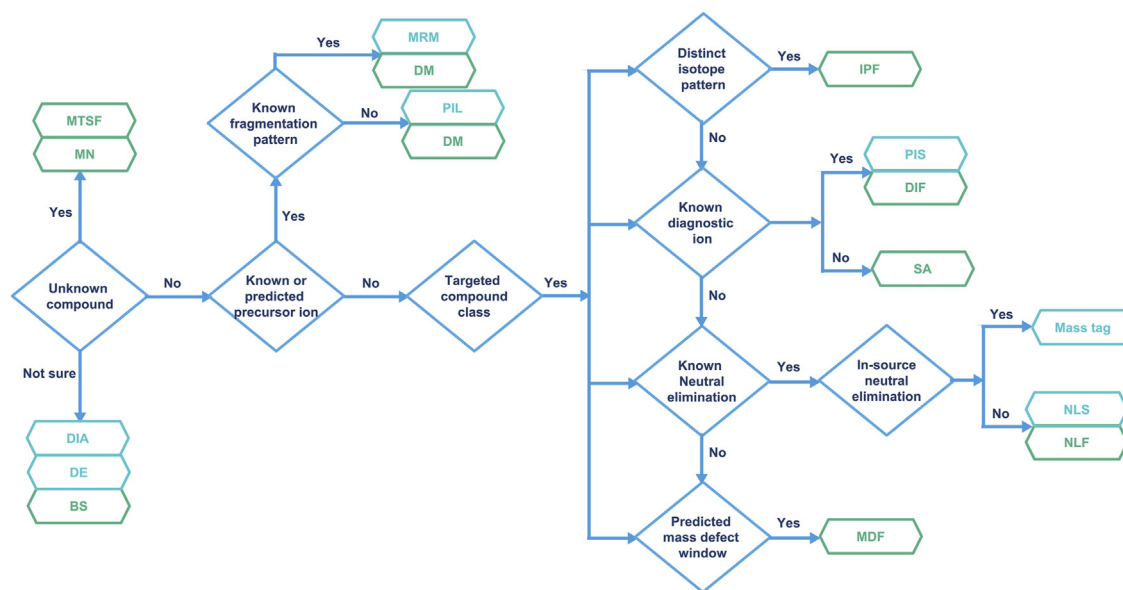 MTSF
MN
Yes
Unknown
compound
No
Not sure
DIA
DE
BS
Yes
MRM
DM
Known
fragmentation
pattern
No
PIL
DM
Yes
Known or
predicted
precursor ion
No
Targeted
compound
class
Yes
Distinct
isotope
pattern
Yes
IPF
No
Known
diagnostic
ion
Yes
PIS
DIF
No
SA
No
Known
Neutral
elimination
Yes
In-source
neutral
elimination
Yes
Mass tag
No
NLS
NLF
No
Predicted
mass defect
window
Yes
MDF